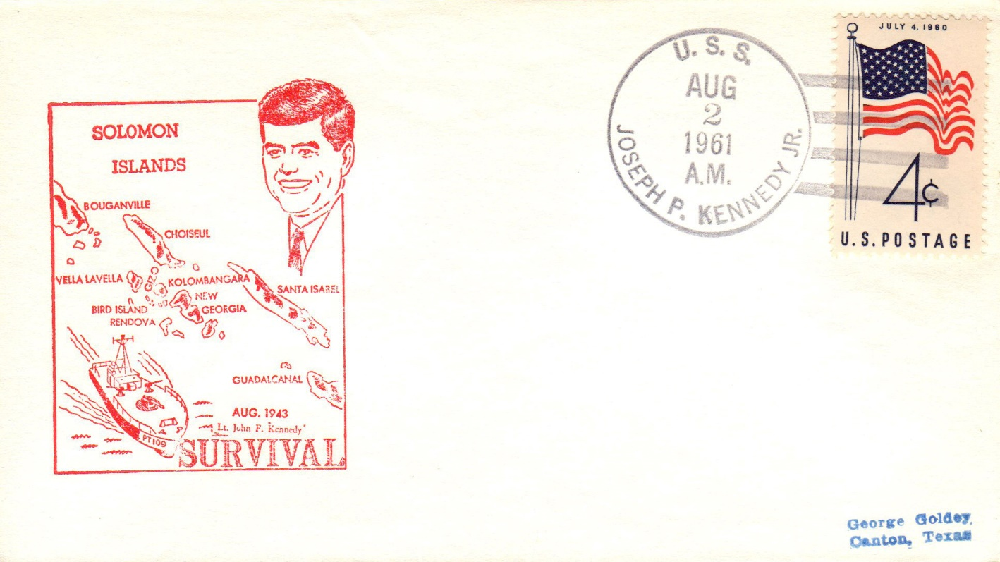 SOLOMON
ISLANDS
BOUGANVILLE
CHOISEUL
VELLA LAVELLA
GIZO
KOLOMBANGARA
SANTA ISABEL
NEW
GEORGIA
BIRD ISLAND
RENDOVA
GUADALCANAL
AUG. 1943
"Lt. John F. Kennedy"
PT109
SURVIVAL
U. S. S.
AUG
2
1961
A.M.
JOSEPH P. KENNEDY JR.
JULY 4, 1960
4¢
U.S. POSTAGE
George Goldey,
Canton, Texas